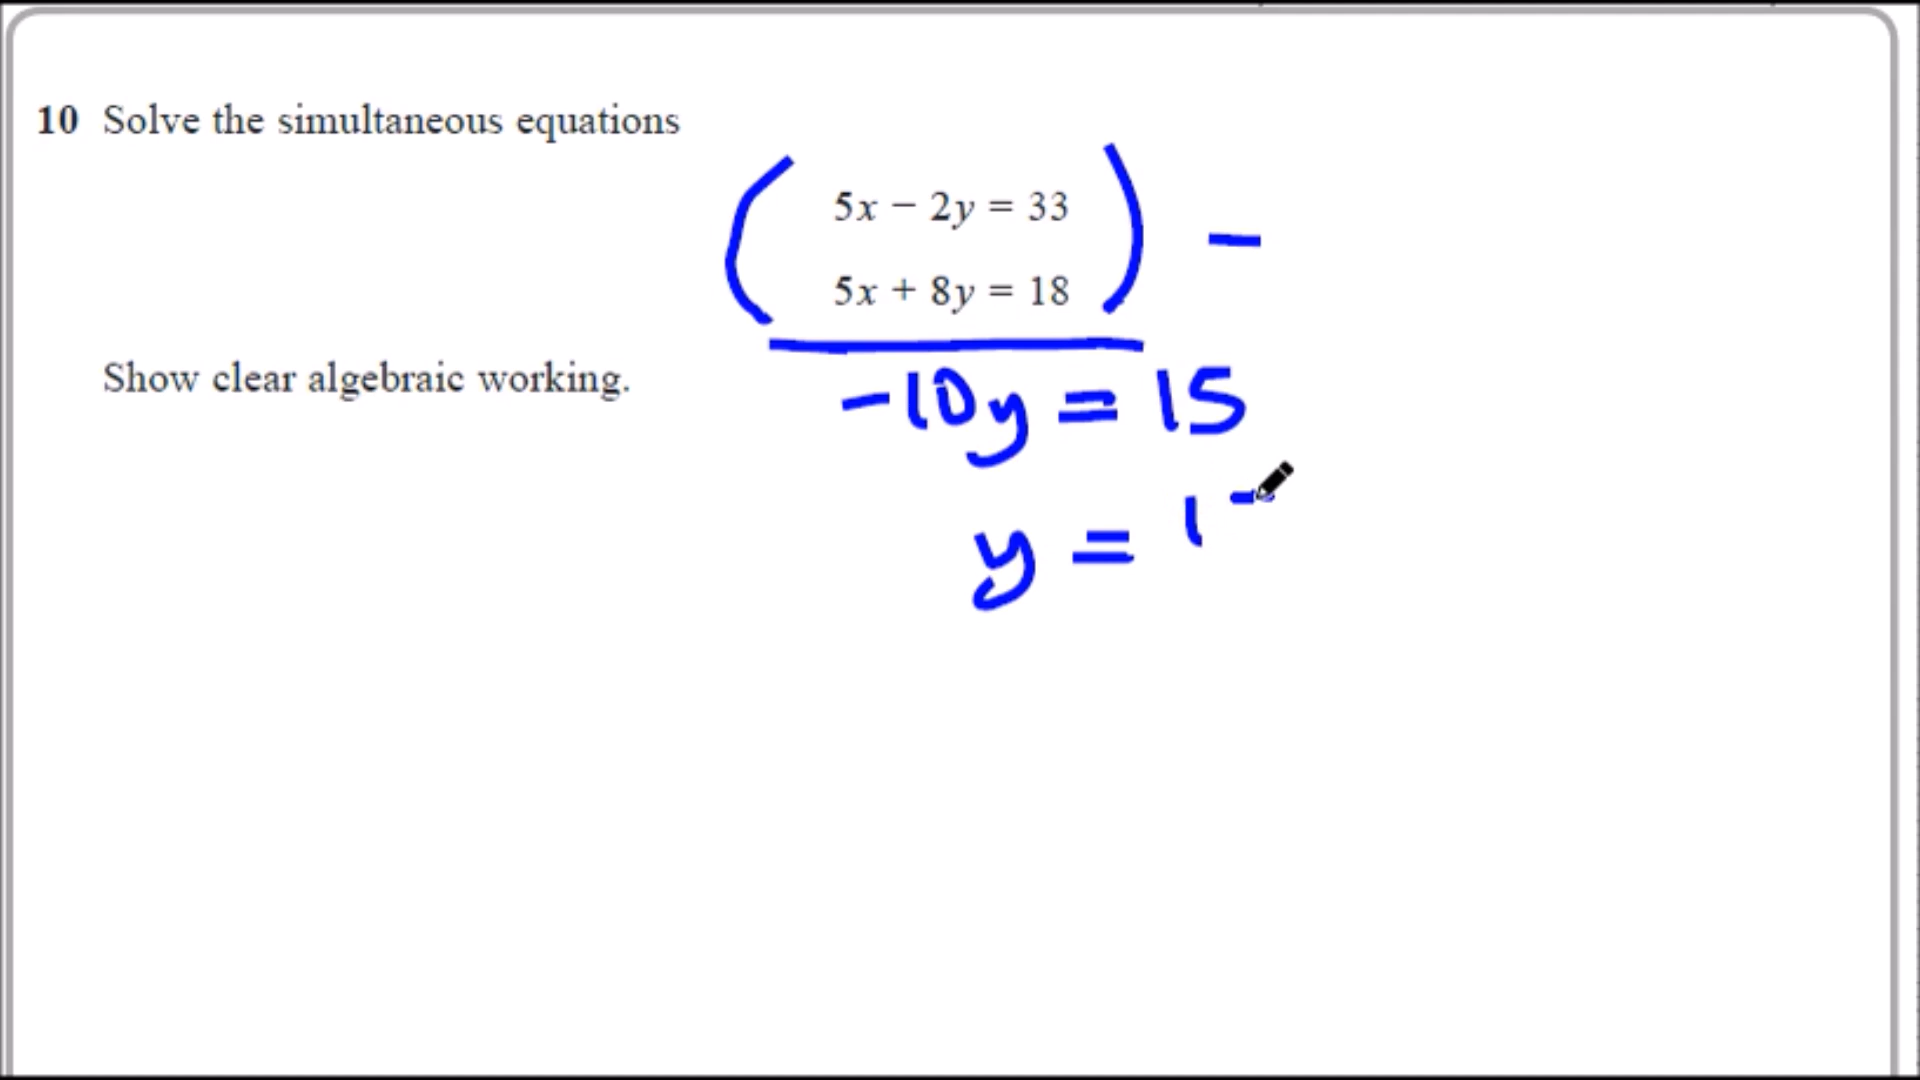 10 Solve the simultaneous equations
5x − 2y = 33
−
5x + 8y = 18
Show clear algebraic working.
-10y = 15
y = 1